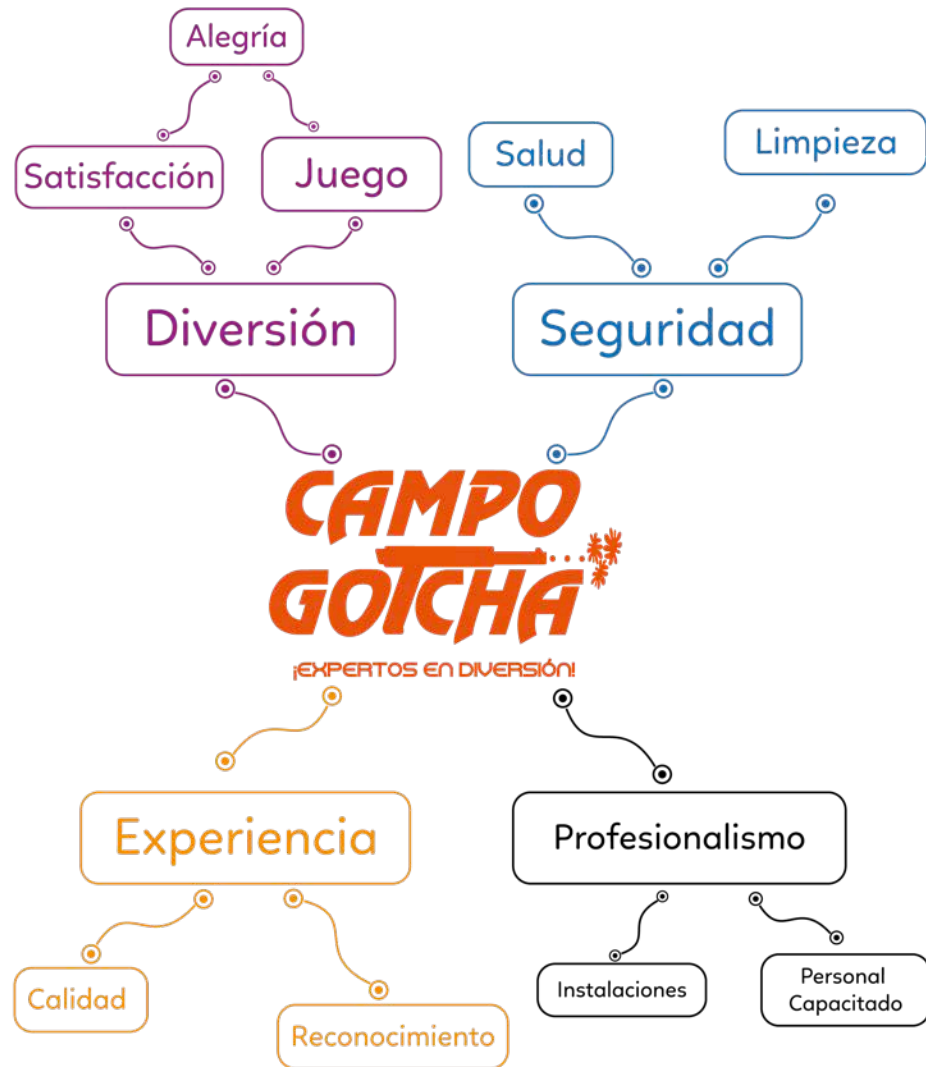 Alegría
Satisfacción
Juego
Salud
Limpieza
Diversión
Seguridad
CAMPO
GOTCHA
¡EXPERTOS EN DIVERSIÓN!
Experiencia
Profesionalismo
Calidad
Reconocimiento
Instalaciones
Personal
Capacitado